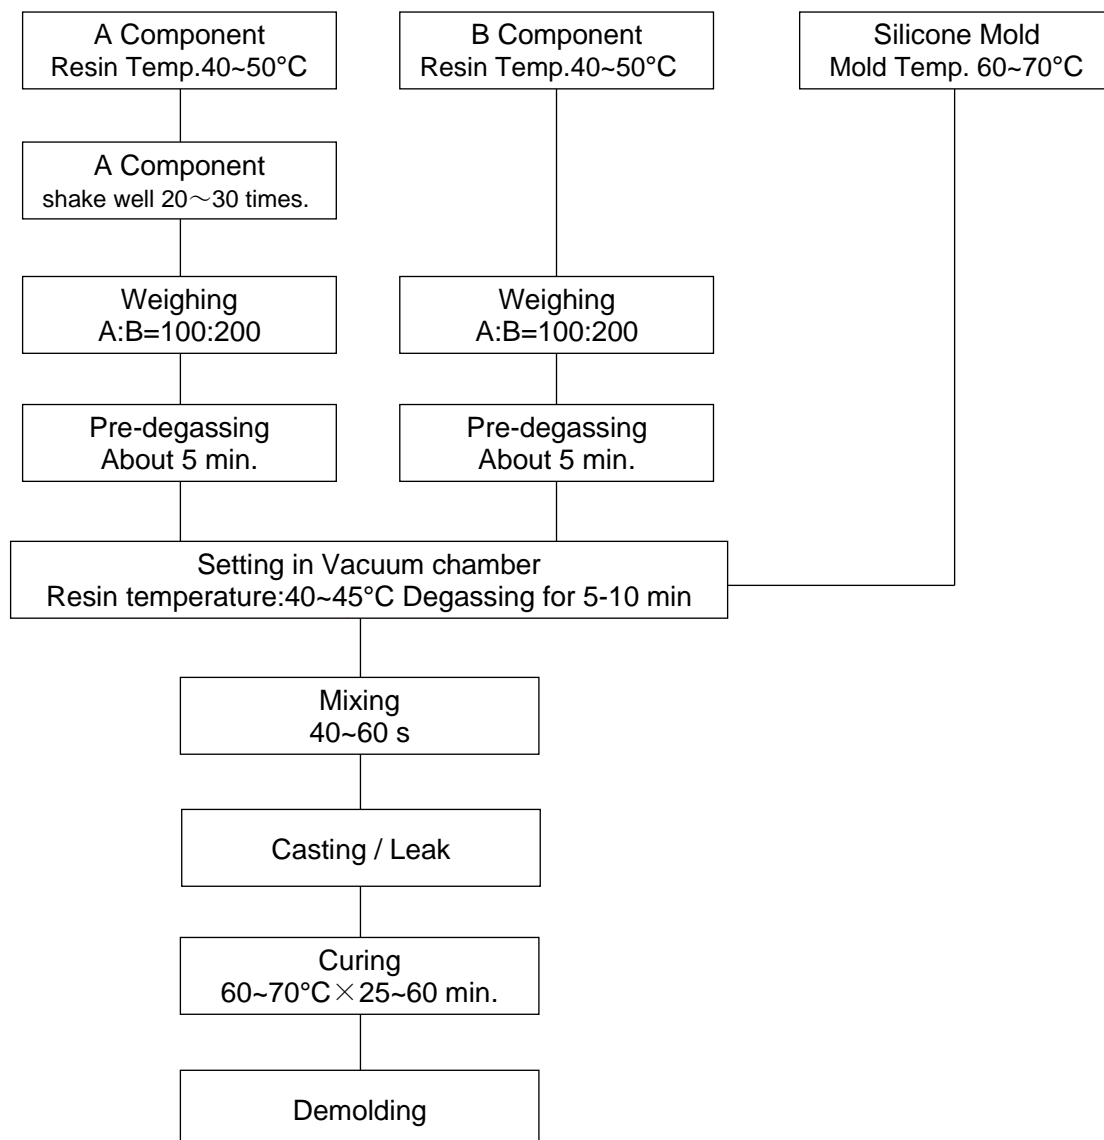 A Component
Resin Temp.40~50°C
B Component
Resin Temp.40~50°C
Silicone Mold
Mold Temp. 60~70°C
A Component
shake well 20～30 times.
Weighing
A:B=100:200
Weighing
A:B=100:200
Pre-degassing
About 5 min.
Pre-degassing
About 5 min.
Setting in Vacuum chamber
Resin temperature:40~45°C Degassing for 5-10 min
Mixing
40~60 s
Casting / Leak
Curing
60~70°C×25~60 min.
Demolding